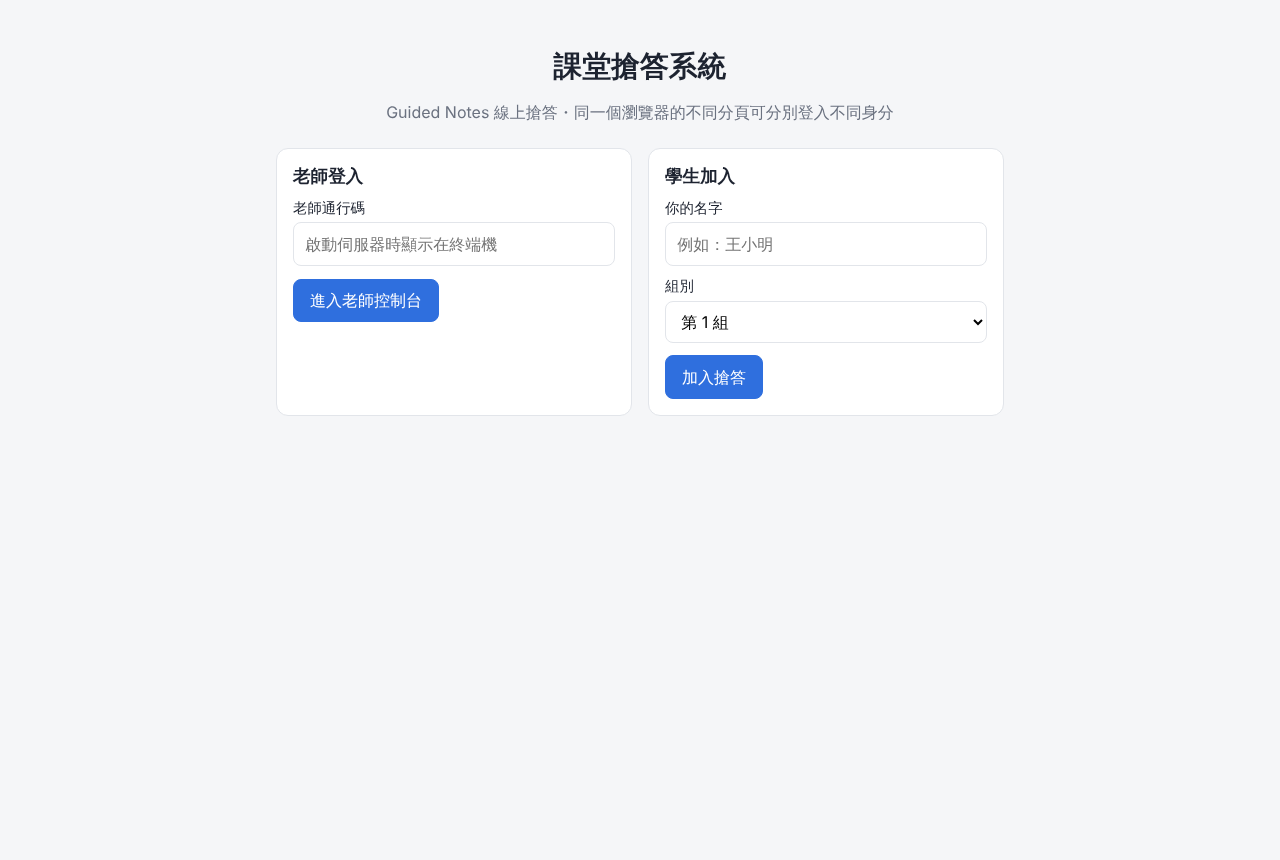 課堂搶答系統
Guided Notes 線上搶答・同一個瀏覽器的不同分頁可分別登入不同身分
老師登入
老師通行碼
啟動伺服器時顯示在終端機
進入老師控制台
學生加入
你的名字
例如：王小明
組別
第 1 組
加入搶答